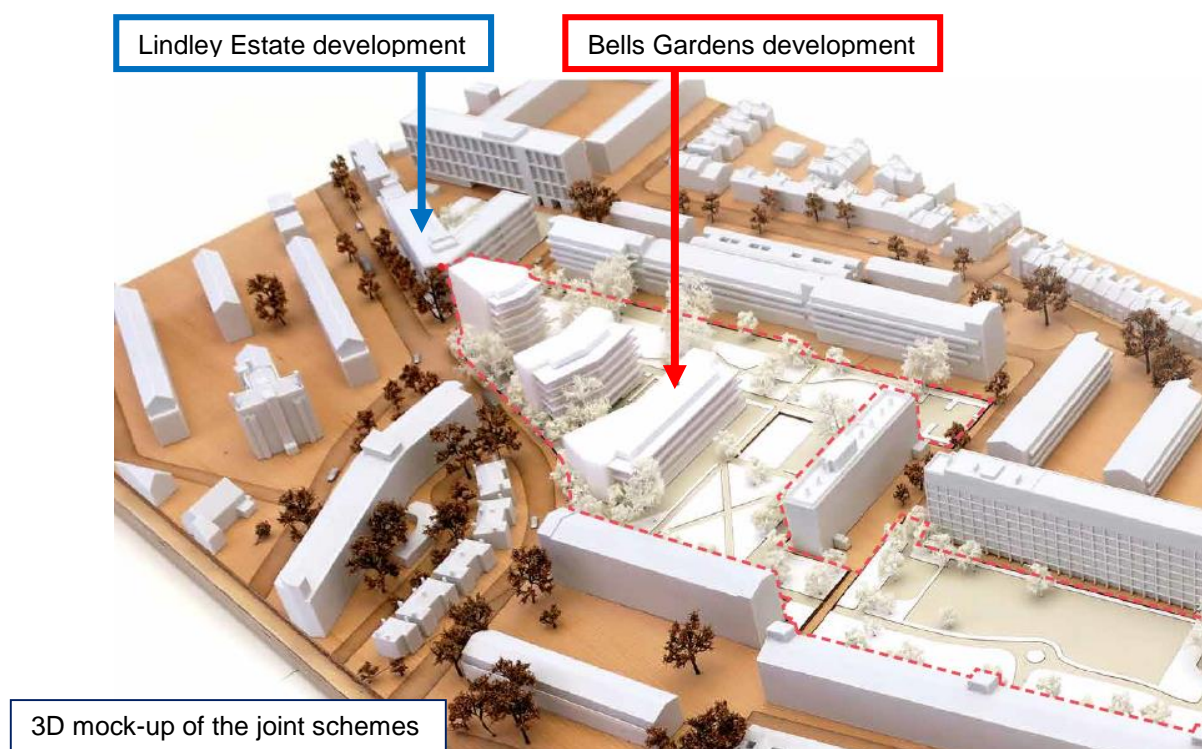 Lindley Estate development
Bells Gardens development
3D mock-up of the joint schemes